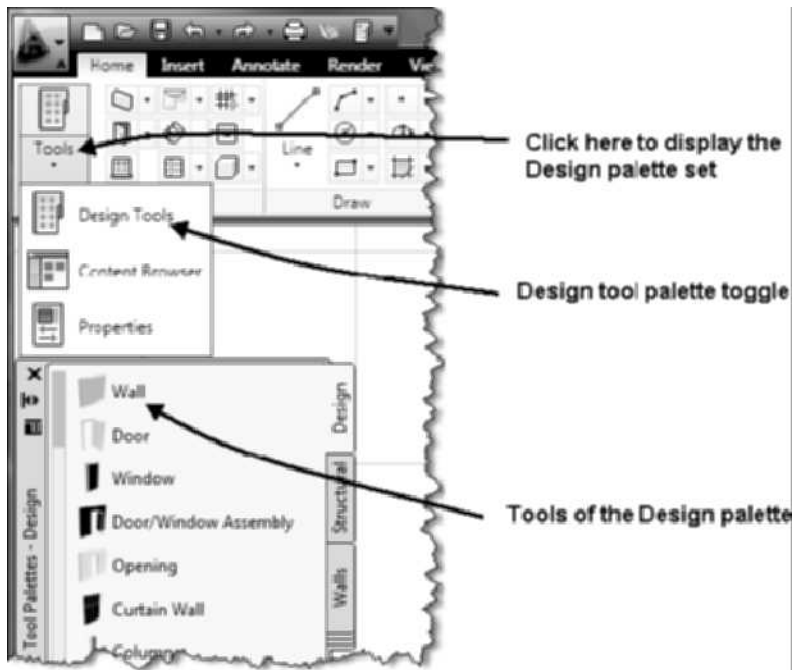 Home Insert Annotate Render Vie
Tools
Line
Draw
Click here to display the
Design palette set
Design Tools
Content Browser
Properties
Design tool palette toggle
Wall
Door
Window
Door/Window Assembly
Opening
Curtain Wall
Column
Design
Structural
Walls
Tool Palettes - Design
Tools of the Design palette